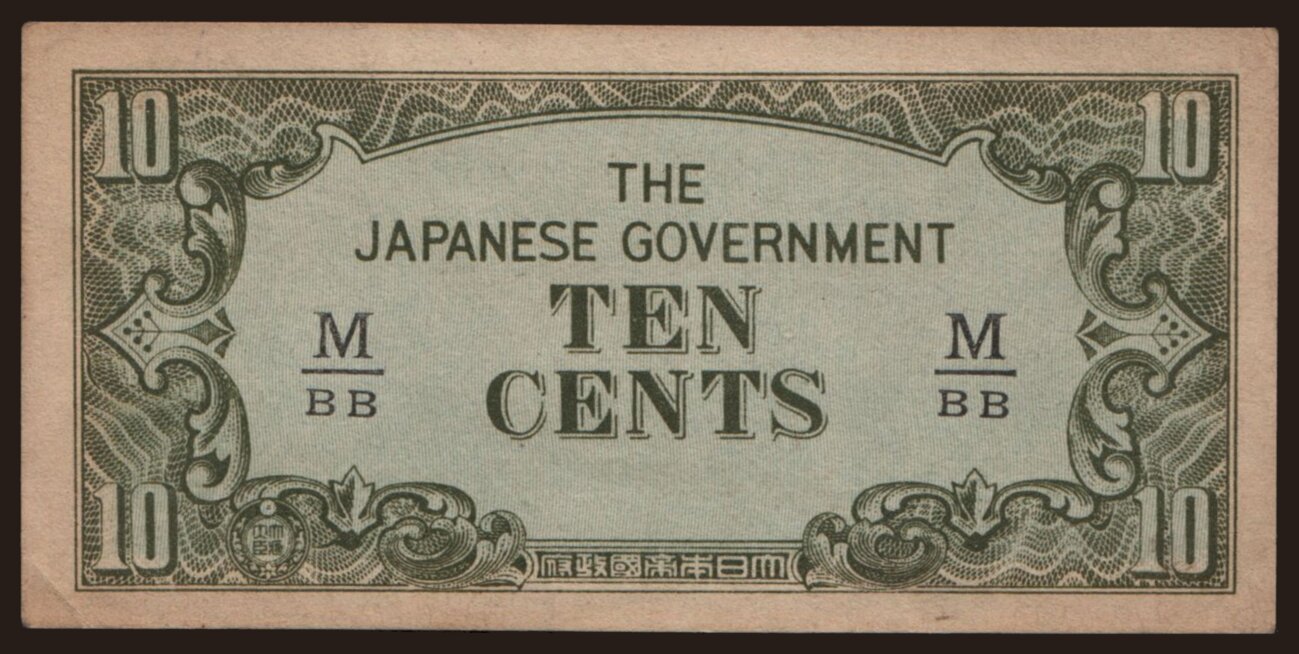 10 10
THE
JAPANESE GOVERNMENT
TEN
CENTS
M
BB
M
BB
10 10
府政國帝本日大